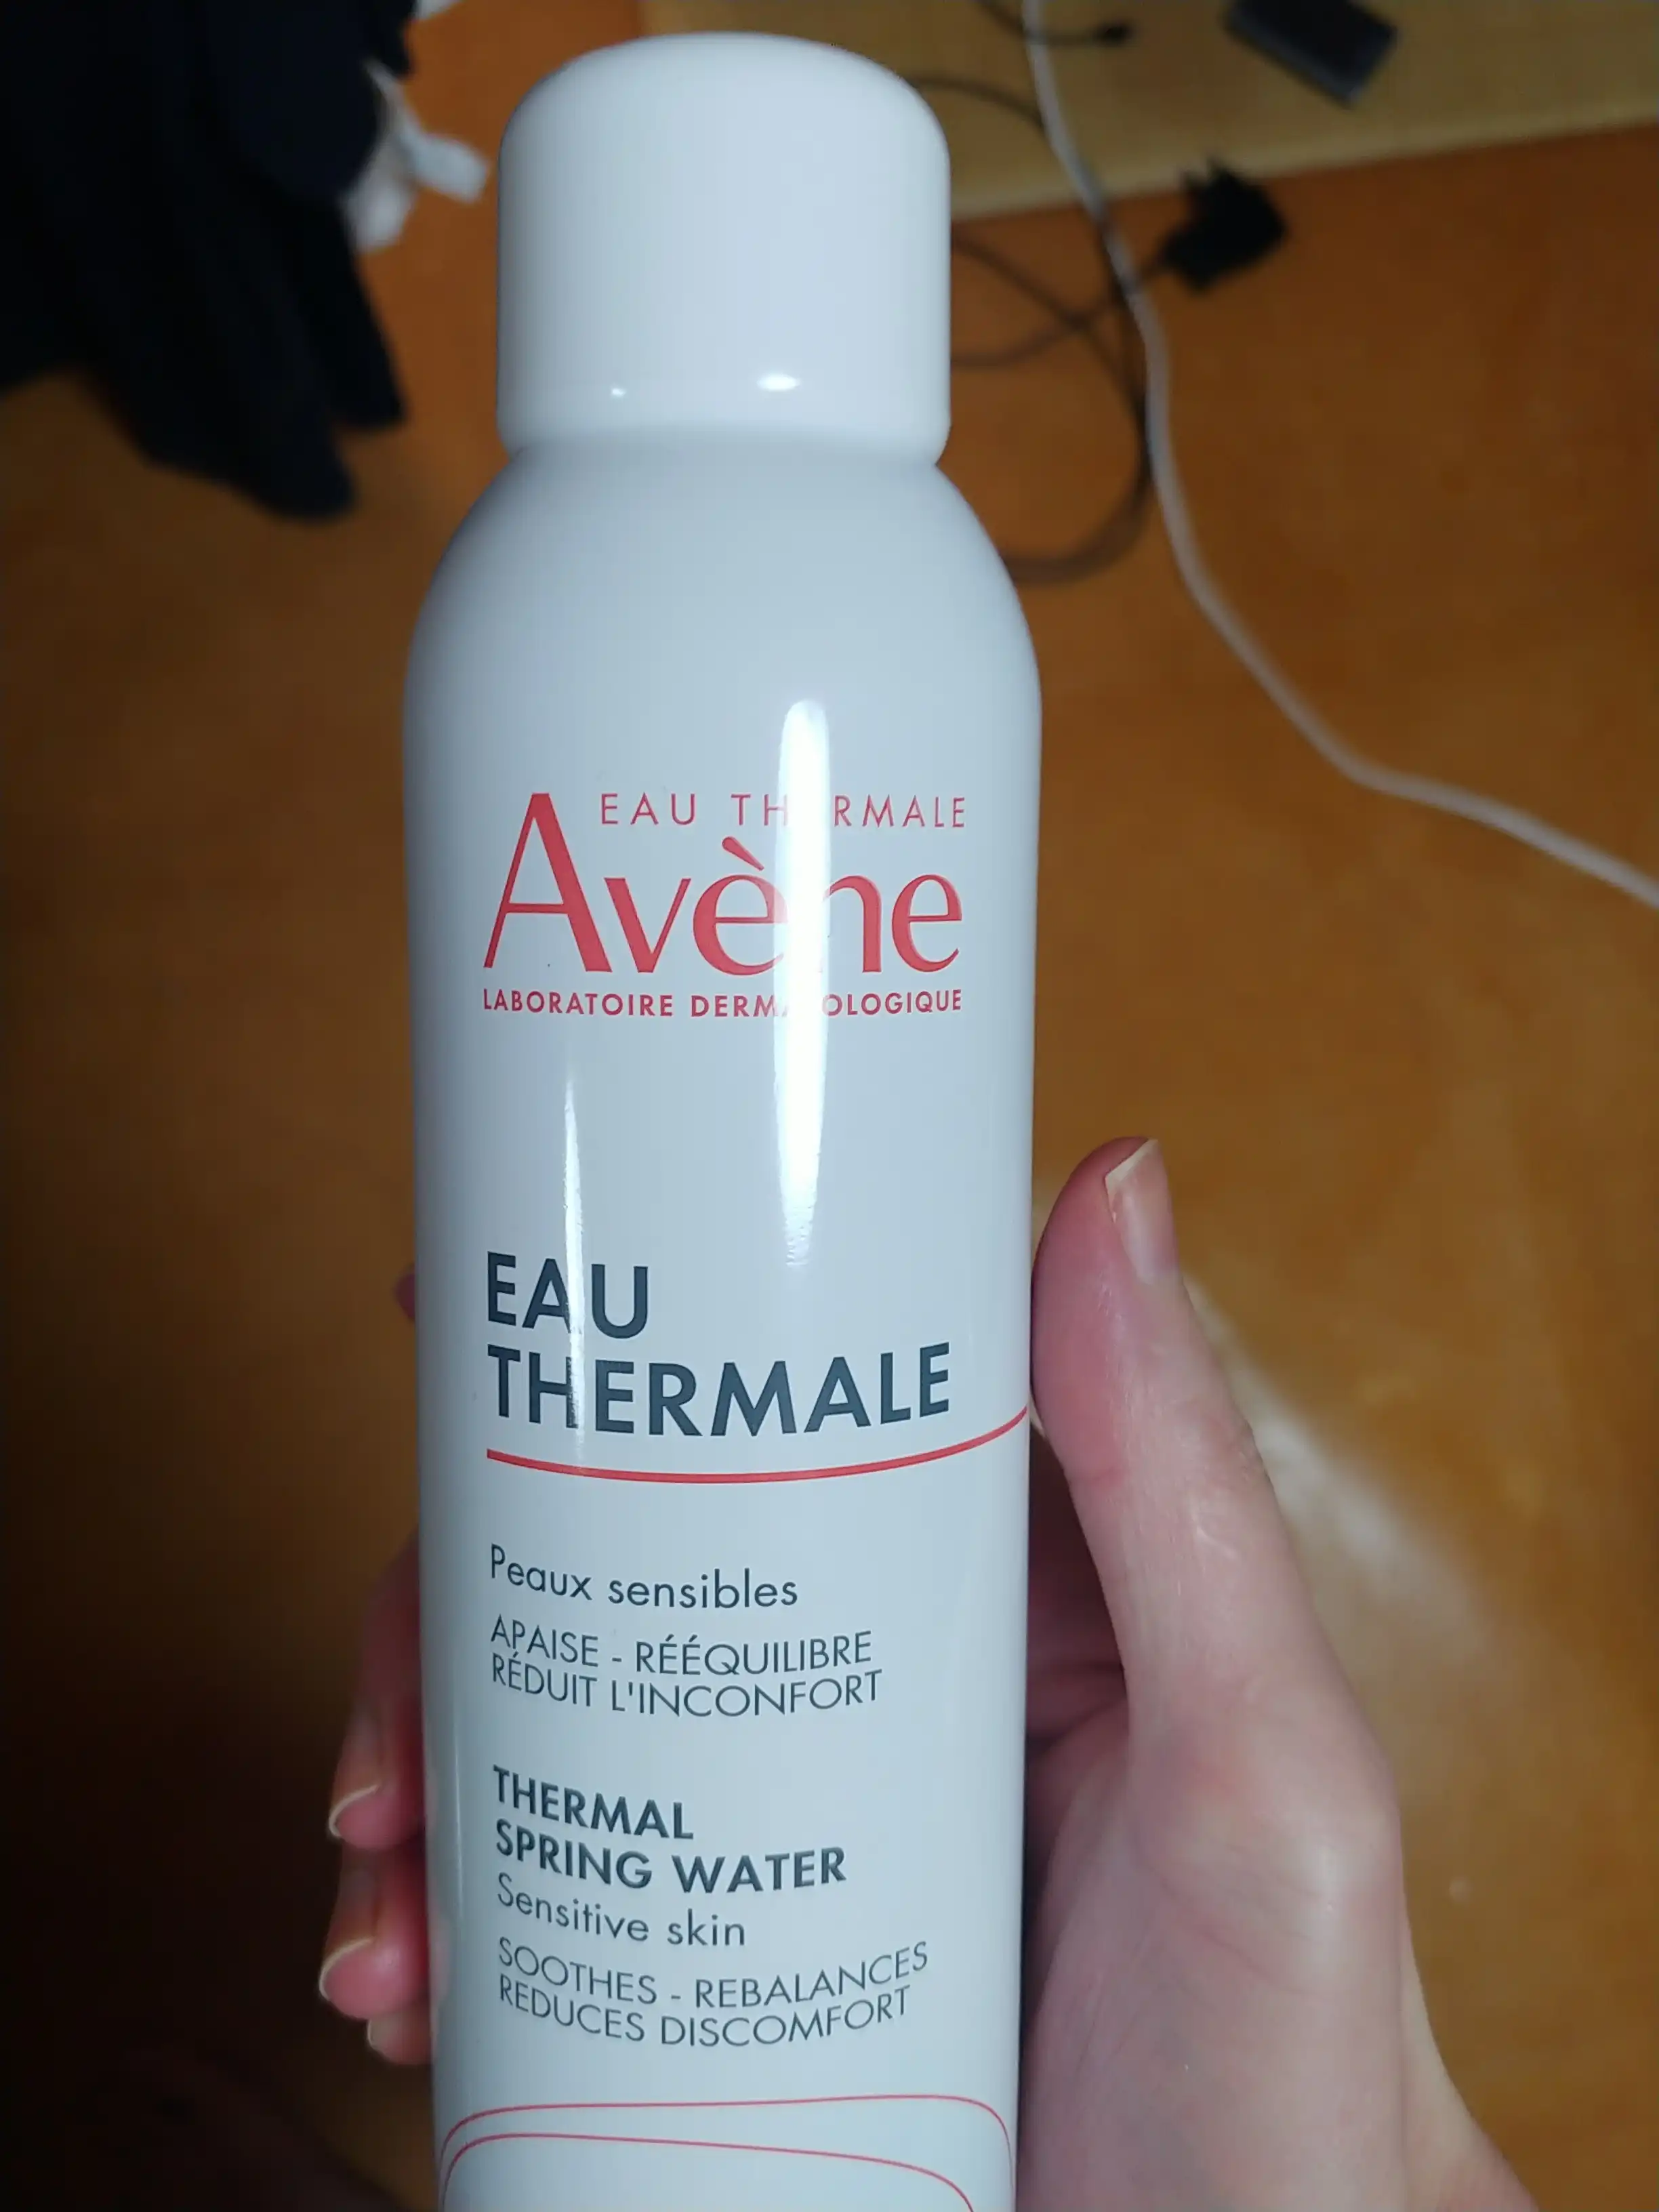 EAU THERMALE
Avène
LABORATOIRE DERMATOLOGIQUE
EAU
THERMALE
Peaux sensibles
APAISE - RÉÉQUILIBRE
RÉDUIT L'INCONFORT
THERMAL
SPRING WATER
Sensitive skin
SOOTHES - REBALANCES
REDUCES DISCOMFORT